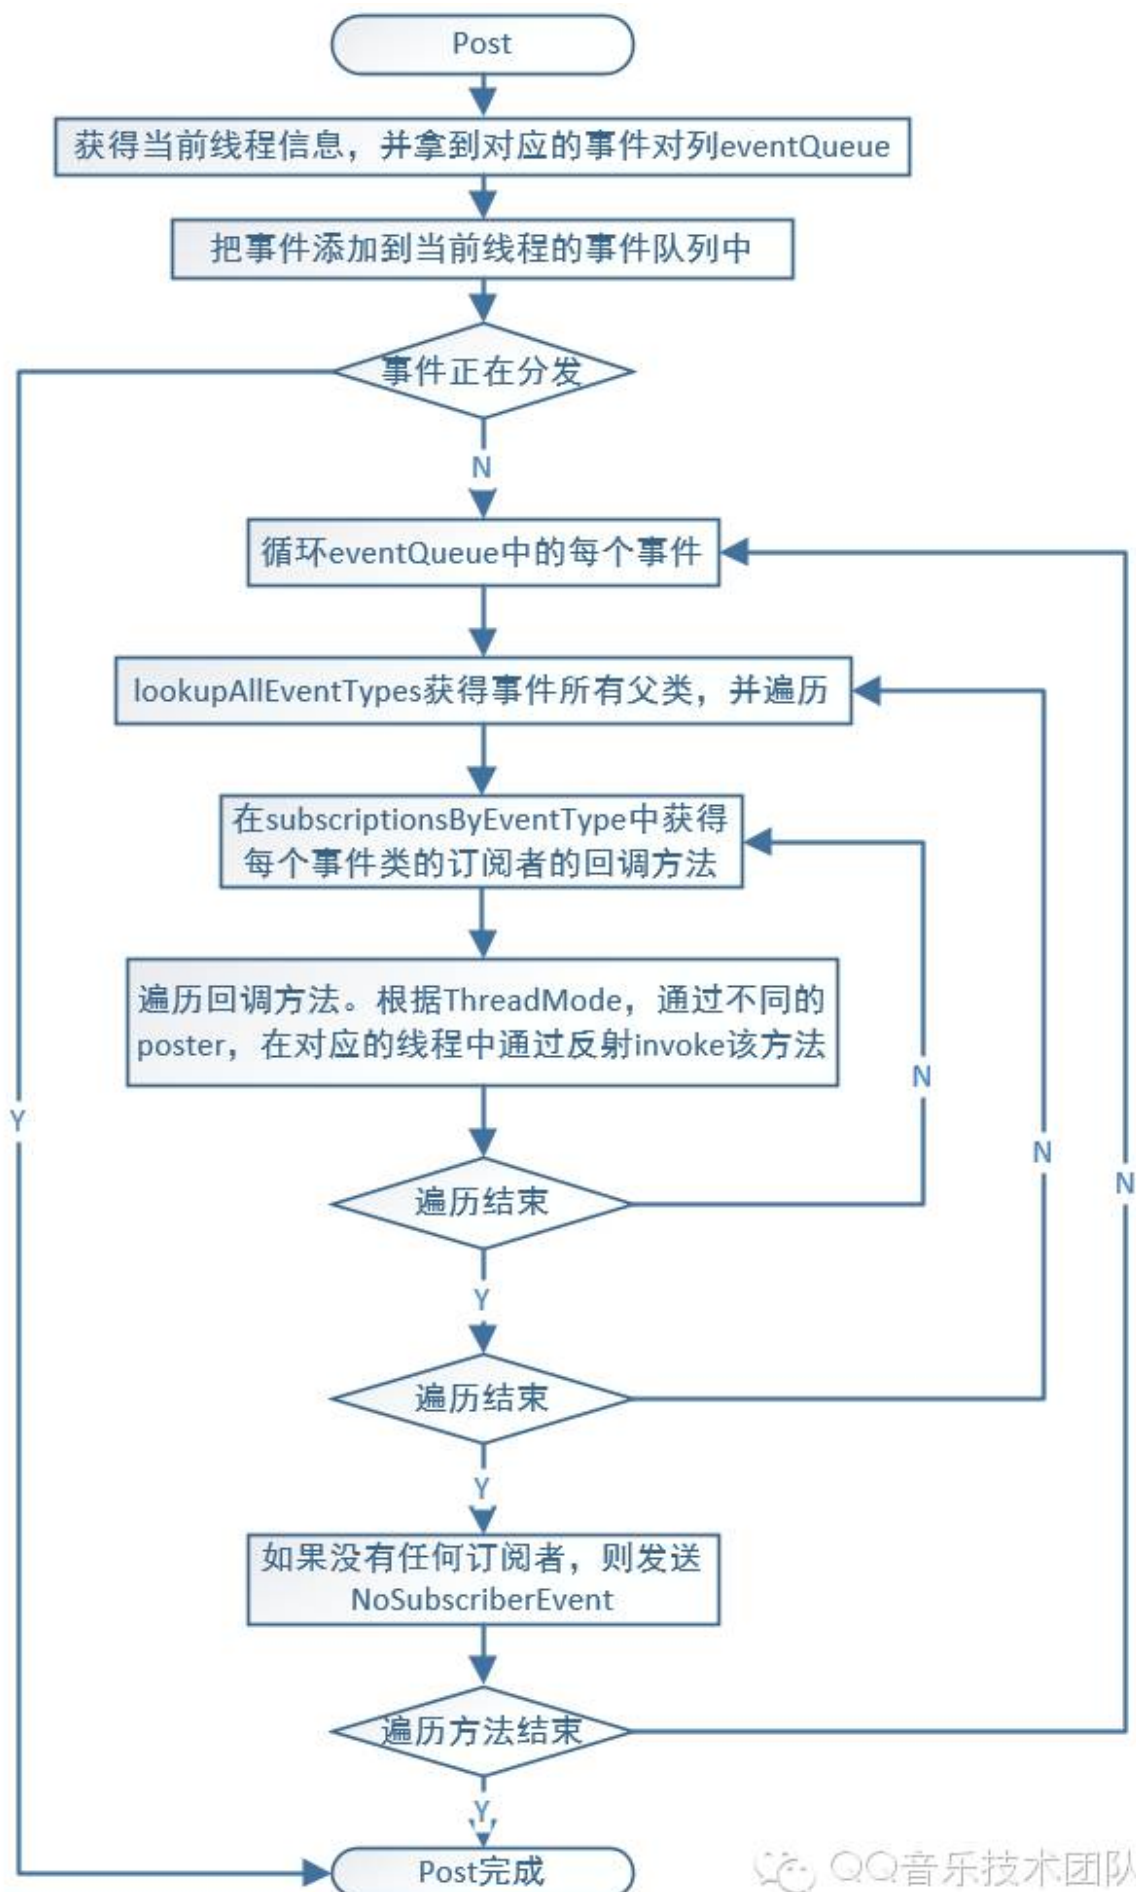 Post
获得当前线程信息，并拿到对应的事件对列eventQueue
把事件添加到当前线程的事件队列中
事件正在分发
N
循环eventQueue中的每个事件
lookupAllEventTypes获得事件所有父类，并遍历
在subscriptionsByEventType中获得
每个事件类的订阅者的回调方法
遍历回调方法。根据ThreadMode，通过不同的
poster，在对应的线程中通过反射invoke该方法
N
Y
N
N
遍历结束
Y
遍历结束
Y
如果没有任何订阅者，则发送
NoSubscriberEvent
遍历方法结束
Y
Post完成
QQ音乐技术团队